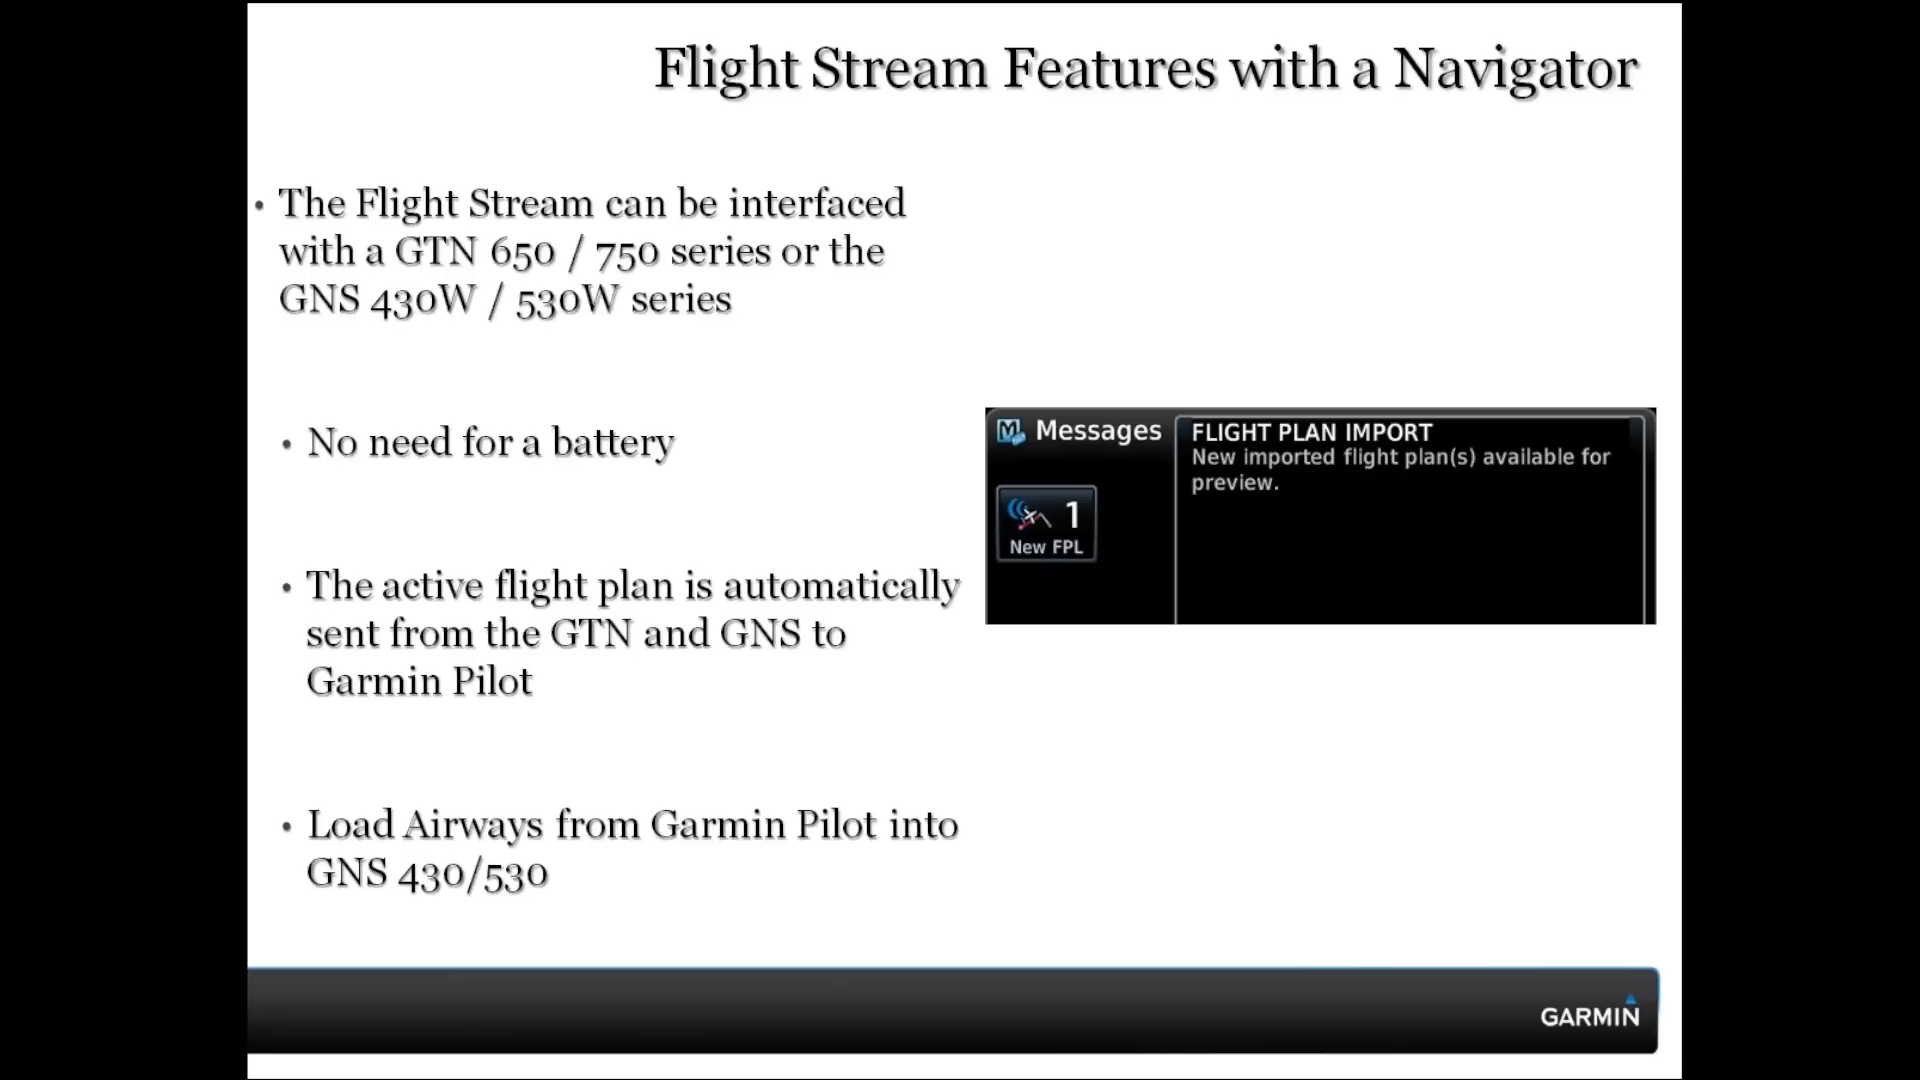 Flight Stream Features with a Navigator
• The Flight Stream can be interfaced
with a GTN 650 / 750 series or the
GNS 430W / 530W series
• No need for a battery
• The active flight plan is automatically
sent from the GTN and GNS to
Garmin Pilot
• Load Airways from Garmin Pilot into
GNS 430/530
Messages
1
New FPL
FLIGHT PLAN IMPORT
New imported flight plan(s) available for
preview.
GARMIN